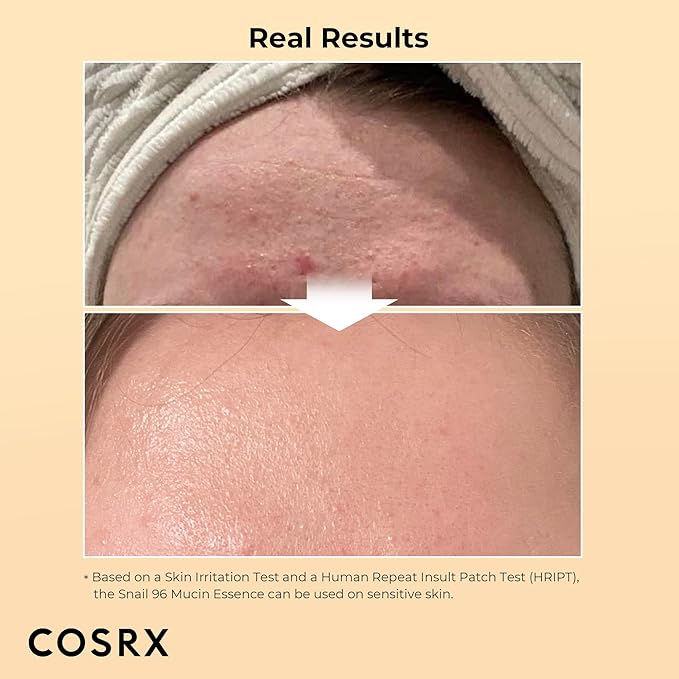 Real Results
* Based on a Skin Irritation Test and a Human Repeat Insult Patch Test (HRIPT),
the Snail 96 Mucin Essence can be used on sensitive skin.
COSRX